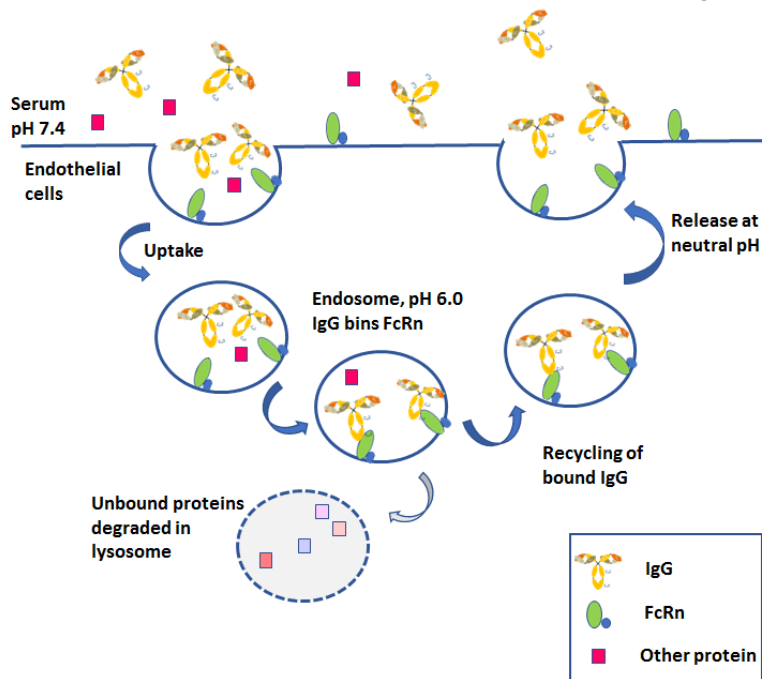 Serum
pH 7.4
Endothelial
cells
Uptake
Release at
neutral pH
Endosome, pH 6.0
IgG bins FcRn
Recycling of
bound IgG
Unbound proteins
degraded in
lysosome
IgG
FcRn
Other protein